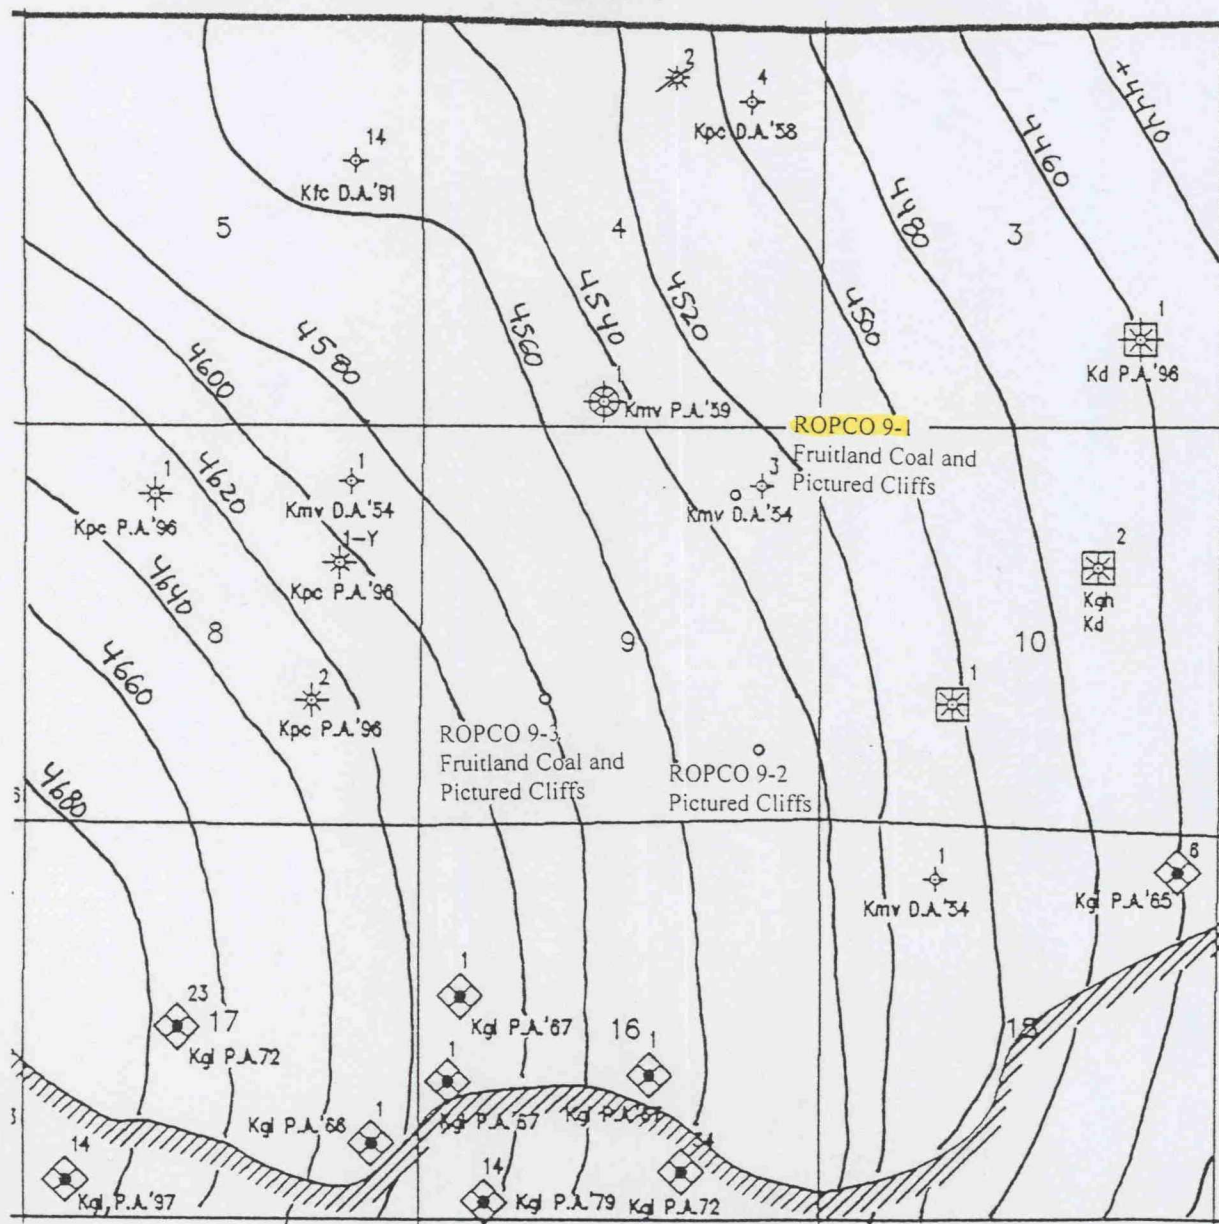 2
4
Kpc D.A.'58
+4440
14
Kfc D.A.'91
4460
5
4
4480
3
4540
4520
4500
4560
1
Kd P.A.'96
4580
4600
1
Kmv P.A.'59
ROPCO 9-1
Fruitland Coal and
Pictured Cliffs
4620
1
Kpc P.A.'96
1
Kmv D.A.'54
3
Kmv D.A.'54
1-Y
Kpc P.A.'96
2
Kgh
Kd
4640
8
9
10
4660
2
Kpc P.A.'96
1
ROPCO 9-3
Fruitland Coal and
Pictured Cliffs
ROPCO 9-2
Pictured Cliffs
4680
1
Kmv D.A.'54
6
Kgl P.A.'65
23
17
Kgl P.A.72
1
Kgl P.A.'67
16
1
1
Kgl P.A.'66
1
Kgl P.A.'67
Kgl P.A.'67
14
Kgl, P.A.'97
14
Kgl P.A.'79
Kgl P.A.72